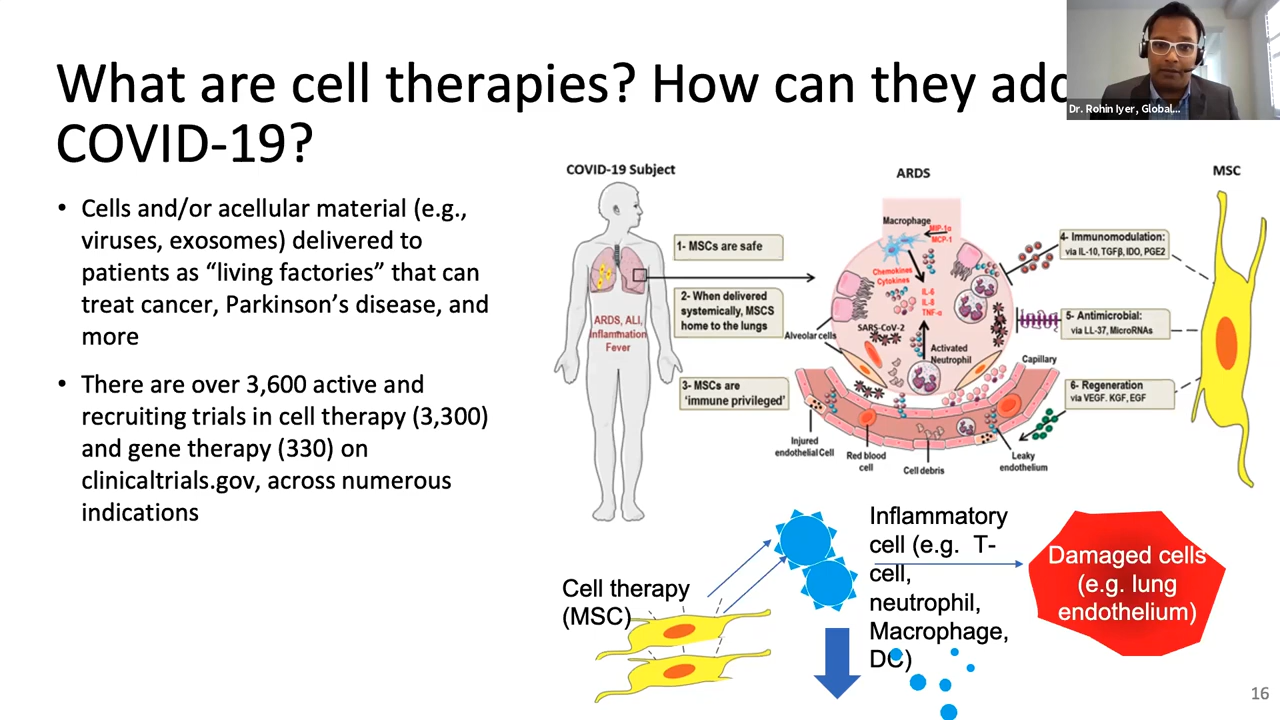 What are cell therapies? How can they add
COVID-19?
Dr. Rohin Iyer, Global...
• Cells and/or acellular material (e.g.,
viruses, exosomes) delivered to
patients as “living factories” that can
treat cancer, Parkinson’s disease, and
more
• There are over 3,600 active and
recruiting trials in cell therapy (3,300)
and gene therapy (330) on
clinicaltrials.gov, across numerous
indications
COVID-19 Subject
ARDS, ALI,
Inflammation
Fever
1- MSCs are safe
2- When delivered
systemically, MSCS
home to the lungs
3- MSCs are
‘immune privileged’
ARDS
Macrophage
MIP-1α
MCP-1
Chemokines
Cytokines
IL-6
IL-8
TNF-α
SARS-CoV-2
Alveolar cells
Activated
Neutrophil
Capillary
Injured
endothelial Cell
Red blood
cell
Cell debris
Leaky
endothelium
MSC
4- Immunomodulation:
via IL-10, TGFβ, IDO, PGE2
5- Antimicrobial:
via LL-37, MicroRNAs
6- Regeneration
via VEGF. KGF, EGF
Cell therapy
(MSC)
Inflammatory
cell (e.g. T-
cell,
neutrophil,
Macrophage,
DC)
Damaged cells
(e.g. lung
endothelium)
16